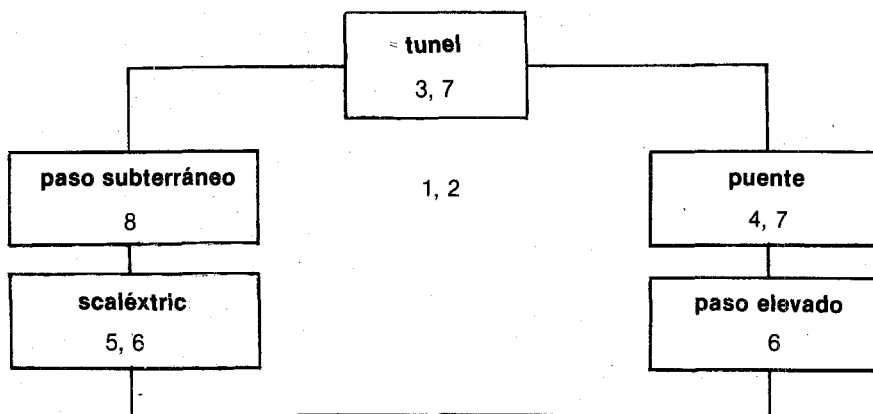 tunel
3, 7
paso subterráneo
8
1, 2
puente
4, 7
scaléxtric
5, 6
paso elevado
6